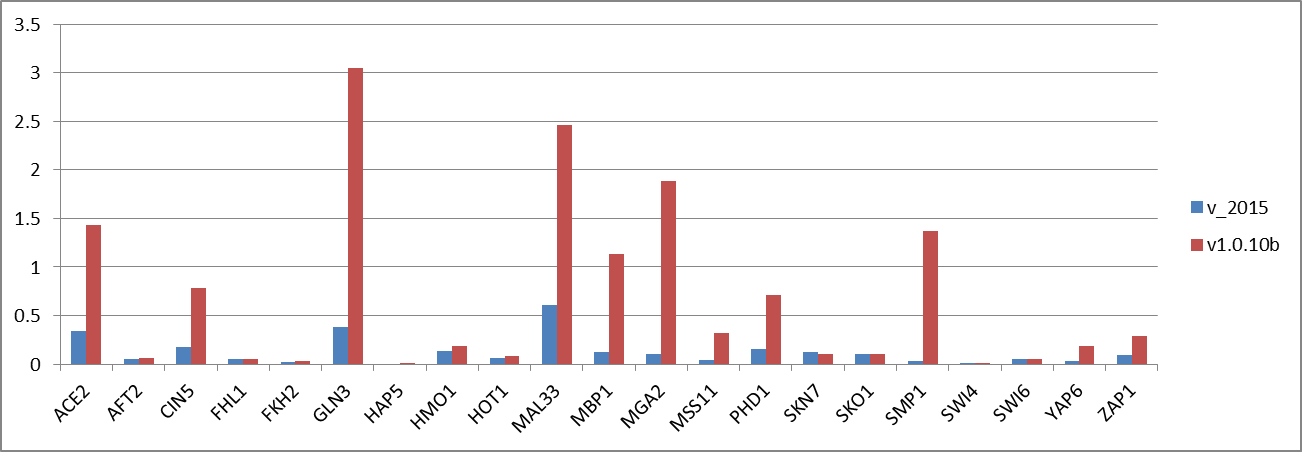 3.5
3
2.5
2
1.5
1
0.5
0
ACE2
AFT2
CIN5
FHL1
FKH2
GLN3
HAP5
HMO1
HOT1
MAL33
MBP1
MGA2
MSS11
PHD1
SKN7
SKO1
SMP1
SWI4
SWI6
YAP6
ZAP1
v_2015
v1.0.10b